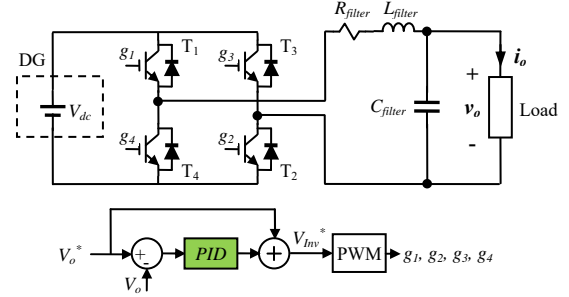 R_filter L_filter
DG
g_1 T_1 g_3 T_3
i_o
+
V_dc
C_filter
v_o
Load
g_4 T_4 g_2 T_2
-
V_o^* + - PID + V_Inv^* PWM g_1, g_2, g_3, g_4
V_o